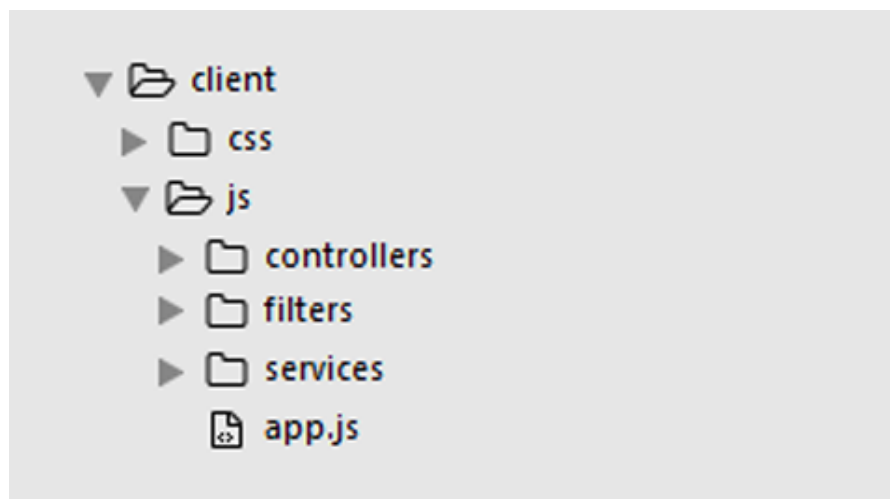 client
css
js
controllers
filters
services
app.js